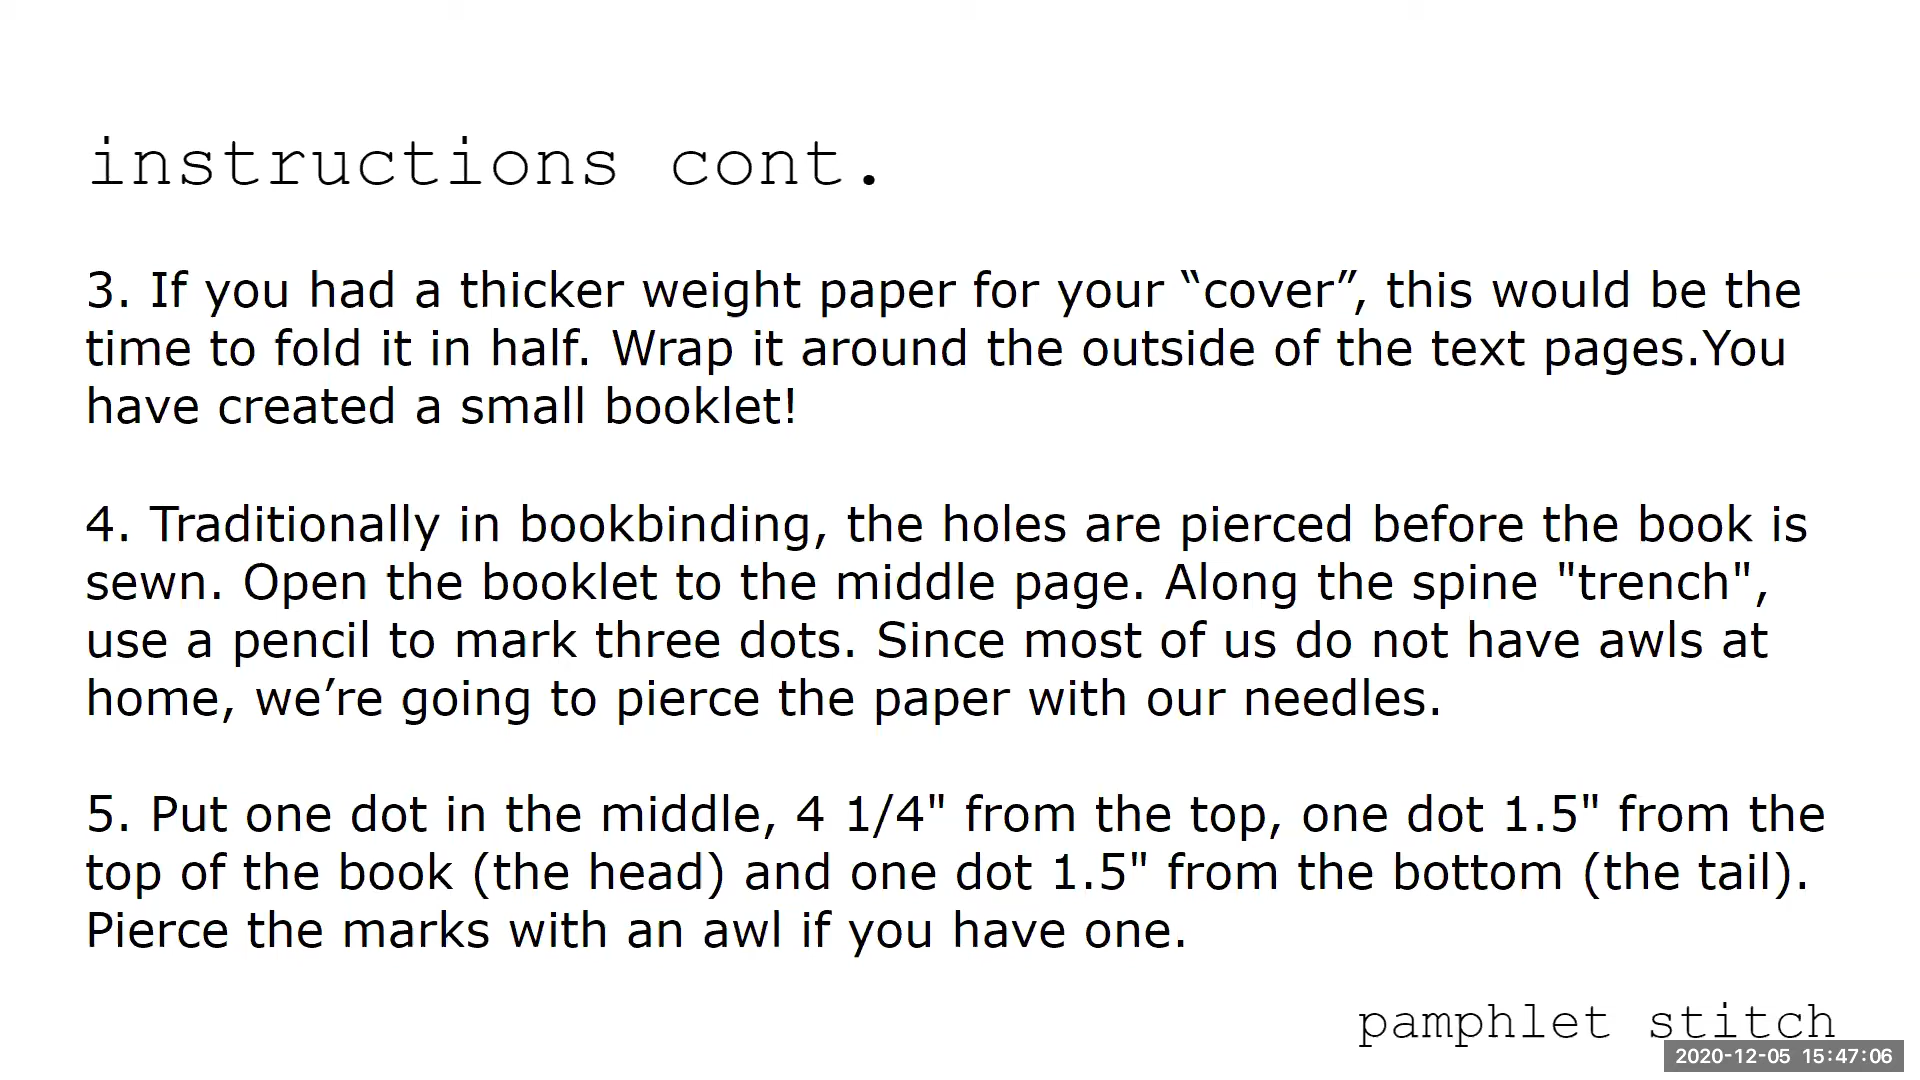 instructions cont.
3. If you had a thicker weight paper for your “cover”, this would be the
time to fold it in half. Wrap it around the outside of the text pages.You
have created a small booklet!
4. Traditionally in bookbinding, the holes are pierced before the book is
sewn. Open the booklet to the middle page. Along the spine "trench",
use a pencil to mark three dots. Since most of us do not have awls at
home, we’re going to pierce the paper with our needles.
5. Put one dot in the middle, 4 1/4" from the top, one dot 1.5" from the
top of the book (the head) and one dot 1.5" from the bottom (the tail).
Pierce the marks with an awl if you have one.
pamphlet stitch
2020-12-05 15:47:06